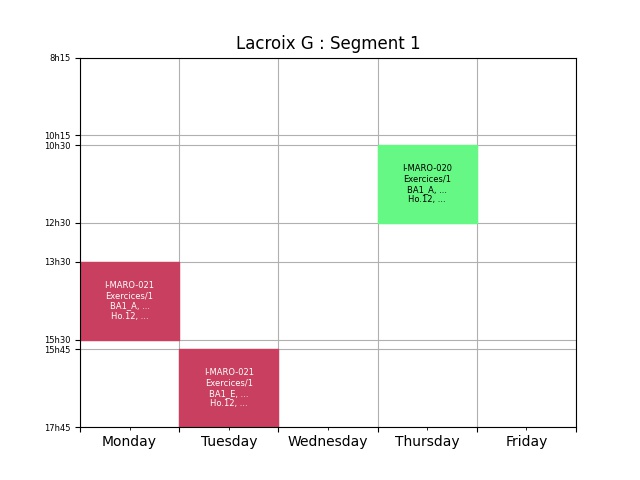 Lacroix G : Segment 1
8h15
10h15
10h30
I-MARO-020
Exercices/1
BA1_A, ...
Ho.12, ...
12h30
13h30
I-MARO-021
Exercices/1
BA1_A, ...
Ho.12, ...
15h30
15h45
I-MARO-021
Exercices/1
BA1_E, ...
Ho.12, ...
17h45
Monday
Tuesday
Wednesday
Thursday
Friday